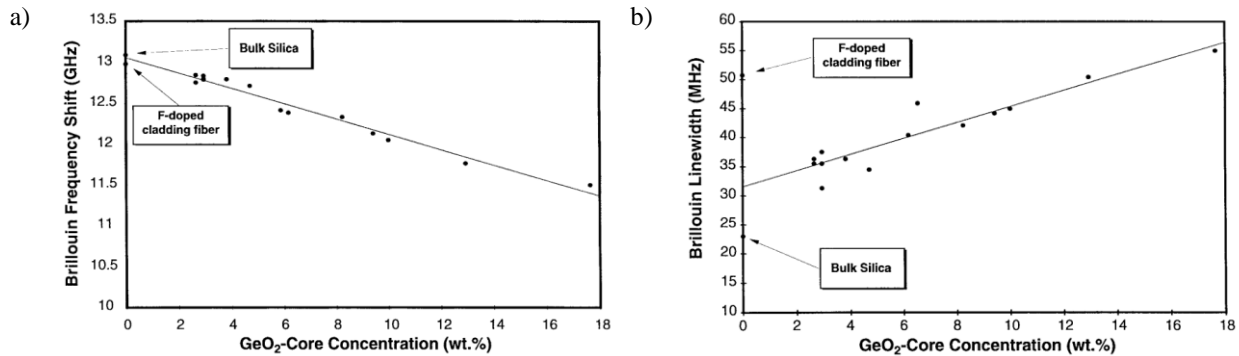 a)
13.5
13
12.5
12
11.5
11
10.5
10
Brillouin Frequency Shift (GHz)
Bulk Silica
F-doped
cladding fiber
0 2 4 6 8 10 12 14 16 18
GeO₂-Core Concentration (wt.%)
b)
60
55
50
45
40
35
30
25
20
15
10
Brillouin Linewidth (MHz)
F-doped
cladding fiber
Bulk Silica
0 2 4 6 8 10 12 14 16 18
GeO₂-Core Concentration (wt.%)